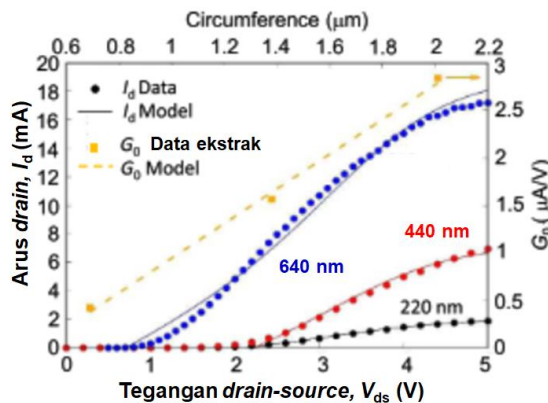 Circumference (μm)
0.6 0.8 1 1.2 1.4 1.6 1.8 2 2.2
20
18
16
14
12
10
8
6
4
2
0
Arus drain, Id (mA)
Id Data
Id Model
G0 Data ekstrak
G0 Model
640 nm
440 nm
220 nm
3
2.5
2
1.5
1
0.5
0
G0 (μA/V)
0 1 2 3 4 5
Tegangan drain-source, Vds (V)